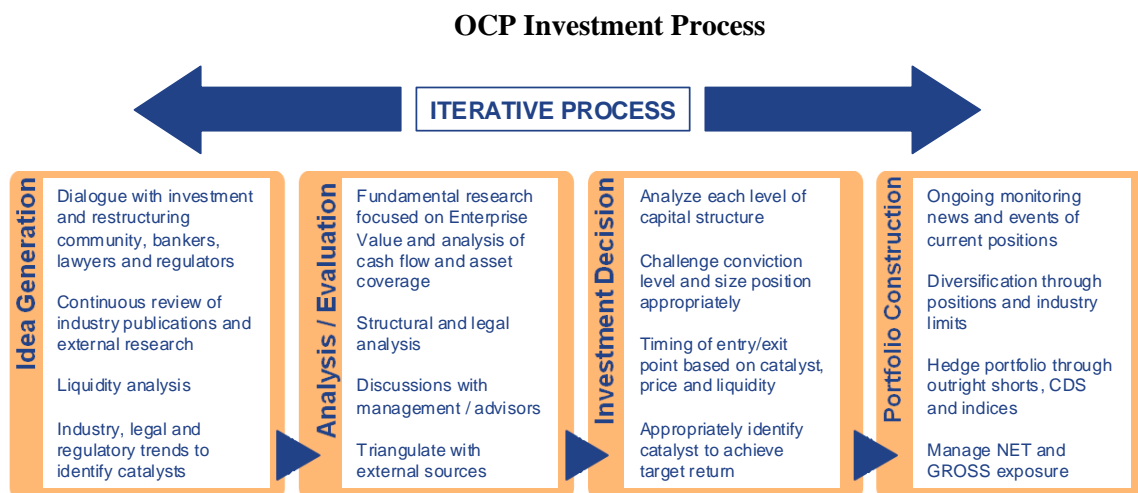 OCP Investment Process
ITERATIVE PROCESS
Idea Generation
Dialogue with investment
and restructuring
community, bankers,
lawyers and regulators
Continuous review of
industry publications and
external research
Liquidity analysis
Industry, legal and
regulatory trends to
identify catalysts
Analysis / Evaluation
Fundamental research
focused on Enterprise
Value and analysis of
cash flow and asset
coverage
Structural and legal
analysis
Discussions with
management / advisors
Triangulate with
external sources
Investment Decision
Analyze each level of
capital structure
Challenge conviction
level and size position
appropriately
Timing of entry/exit
point based on catalyst,
price and liquidity
Appropriately identify
catalyst to achieve
target return
Portfolio Construction
Ongoing monitoring
news and events of
current positions
Diversification through
positions and industry
limits
Hedge portfolio through
outright shorts, CDS
and indices
Manage NET and
GROSS exposure